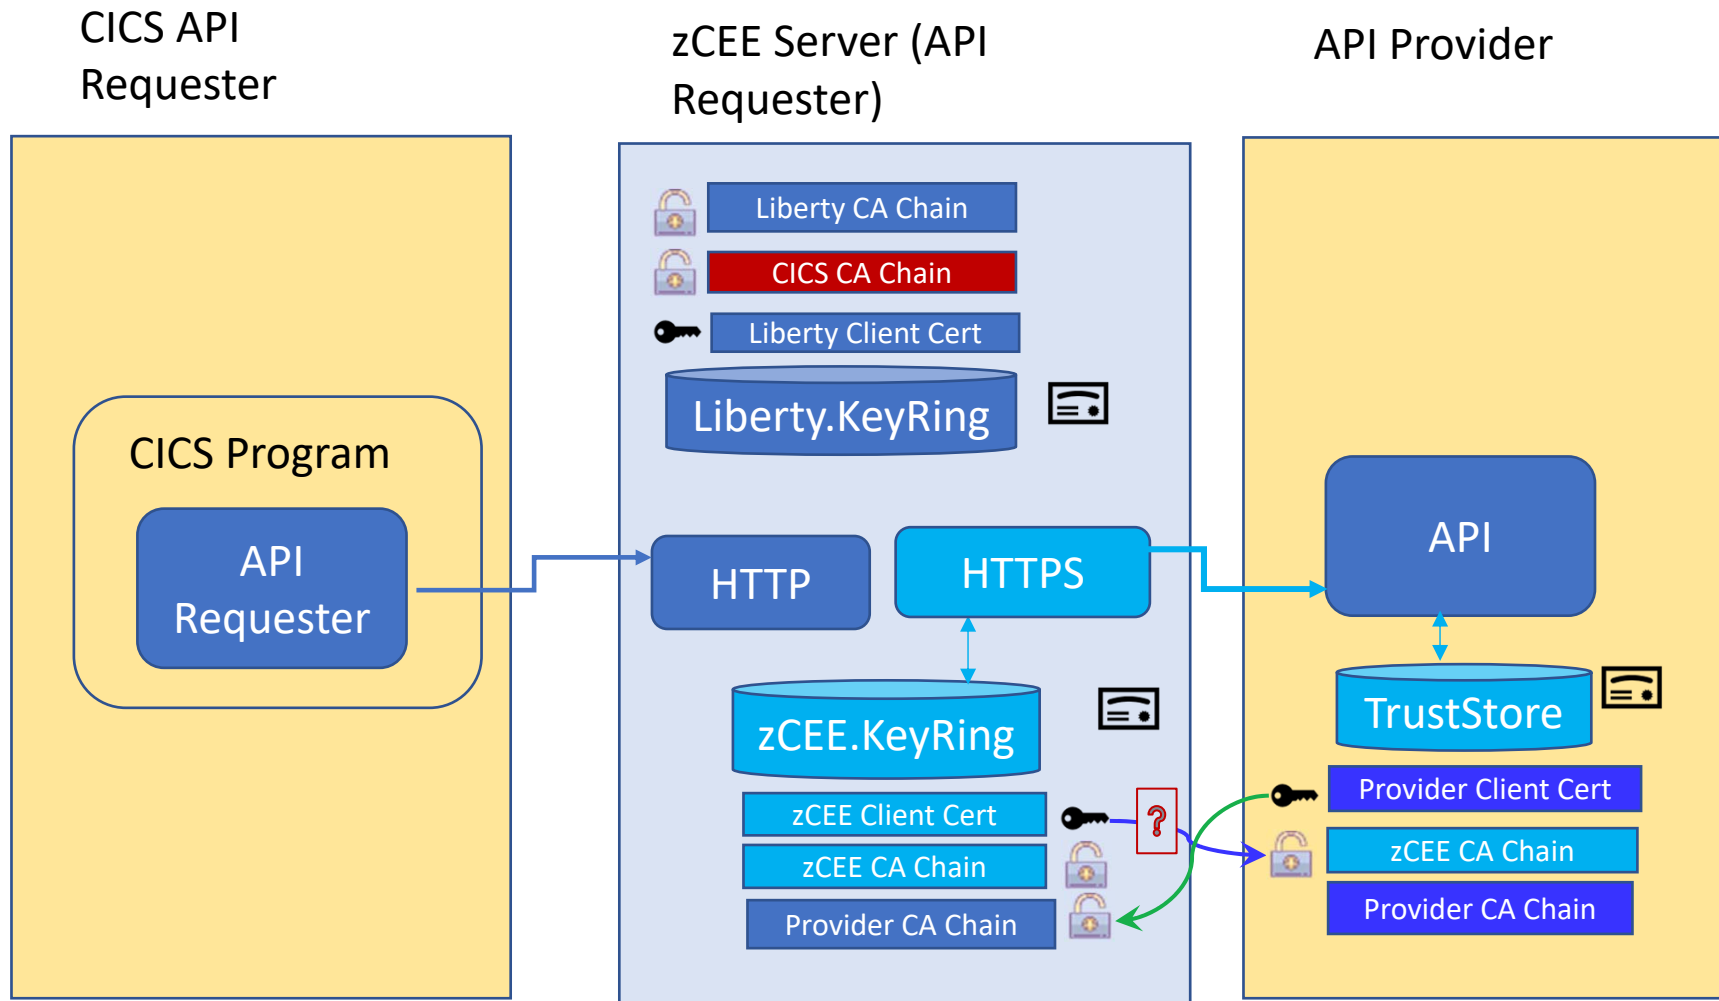 CICS API
Requester
zCEE Server (API
Requester)
API Provider
Liberty CA Chain
CICS CA Chain
Liberty Client Cert
Liberty.KeyRing
CICS Program
API
Requester
HTTP
HTTPS
API
zCEE.KeyRing
TrustStore
zCEE Client Cert
?
zCEE CA Chain
Provider CA Chain
Provider Client Cert
zCEE CA Chain
Provider CA Chain